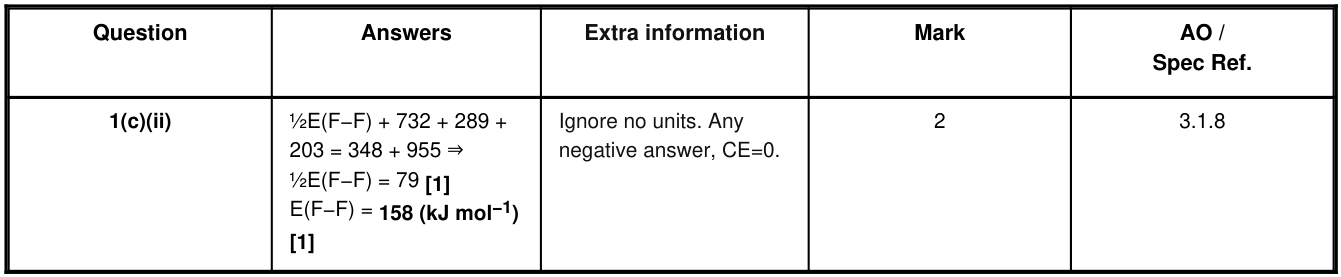 Question
Answers
Extra information
Mark
AO /
Spec Ref.
1(c)(ii)
½E(F−F) + 732 + 289 +
203 = 348 + 955 ⇒
½E(F−F) = 79 [1]
E(F−F) = 158 (kJ mol⁻¹)
[1]
Ignore no units. Any
negative answer, CE=0.
2
3.1.8